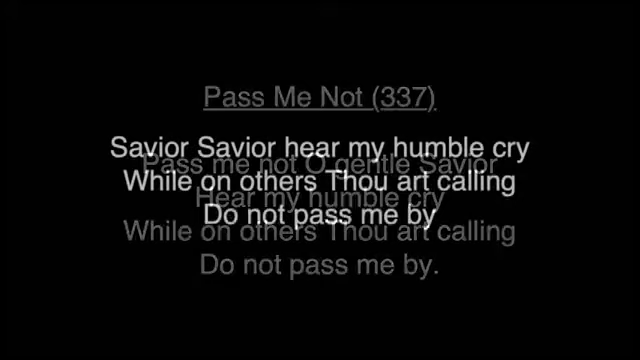 Pass Me Not (337)
Savior Savior hear my humble cry
Pass me not O gentle Savior
While on others Thou art calling
Hear my humble cry
Do not pass me by
While on others Thou art calling
Do not pass me by.